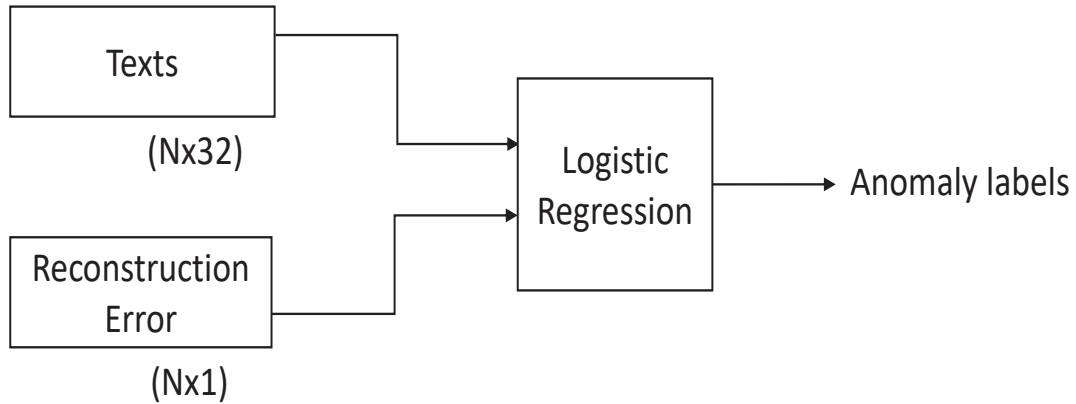 Texts
(Nx32)
Logistic
Regression
Anomaly labels
Reconstruction
Error
(Nx1)